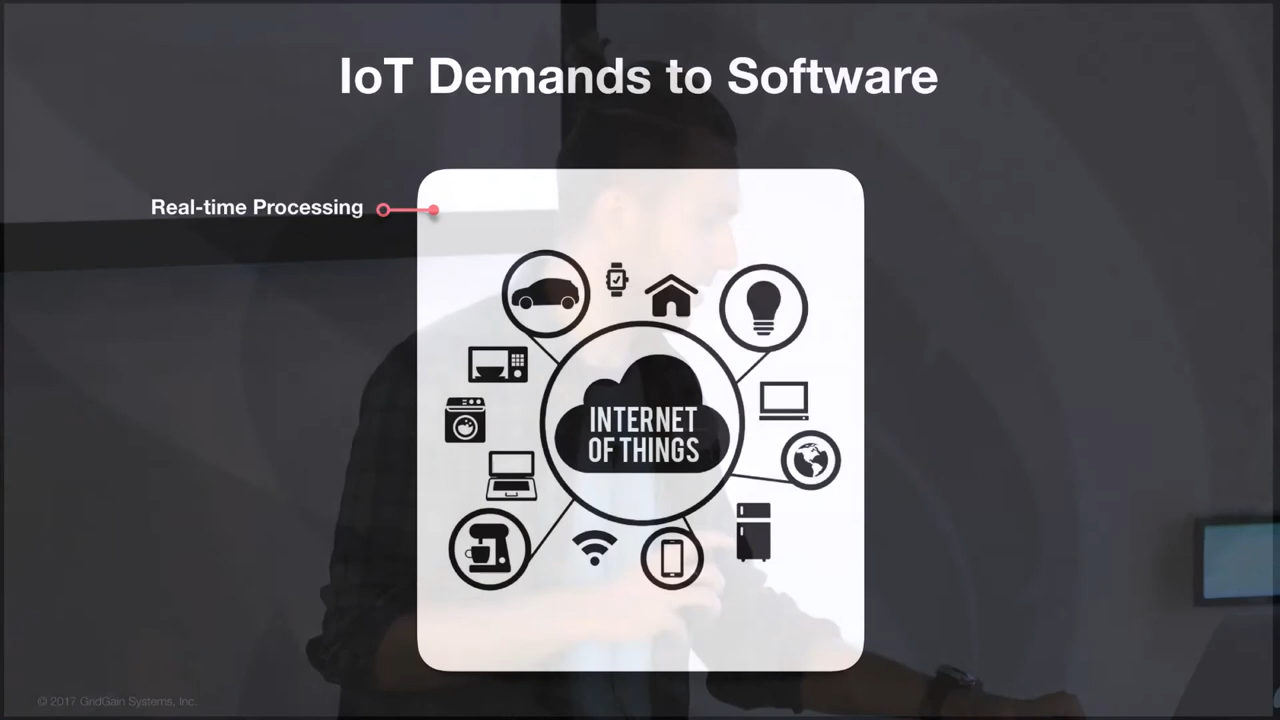 IoT Demands to Software
Real-time Processing
INTERNET
OF THINGS
© 2017 GridGain Systems, Inc.